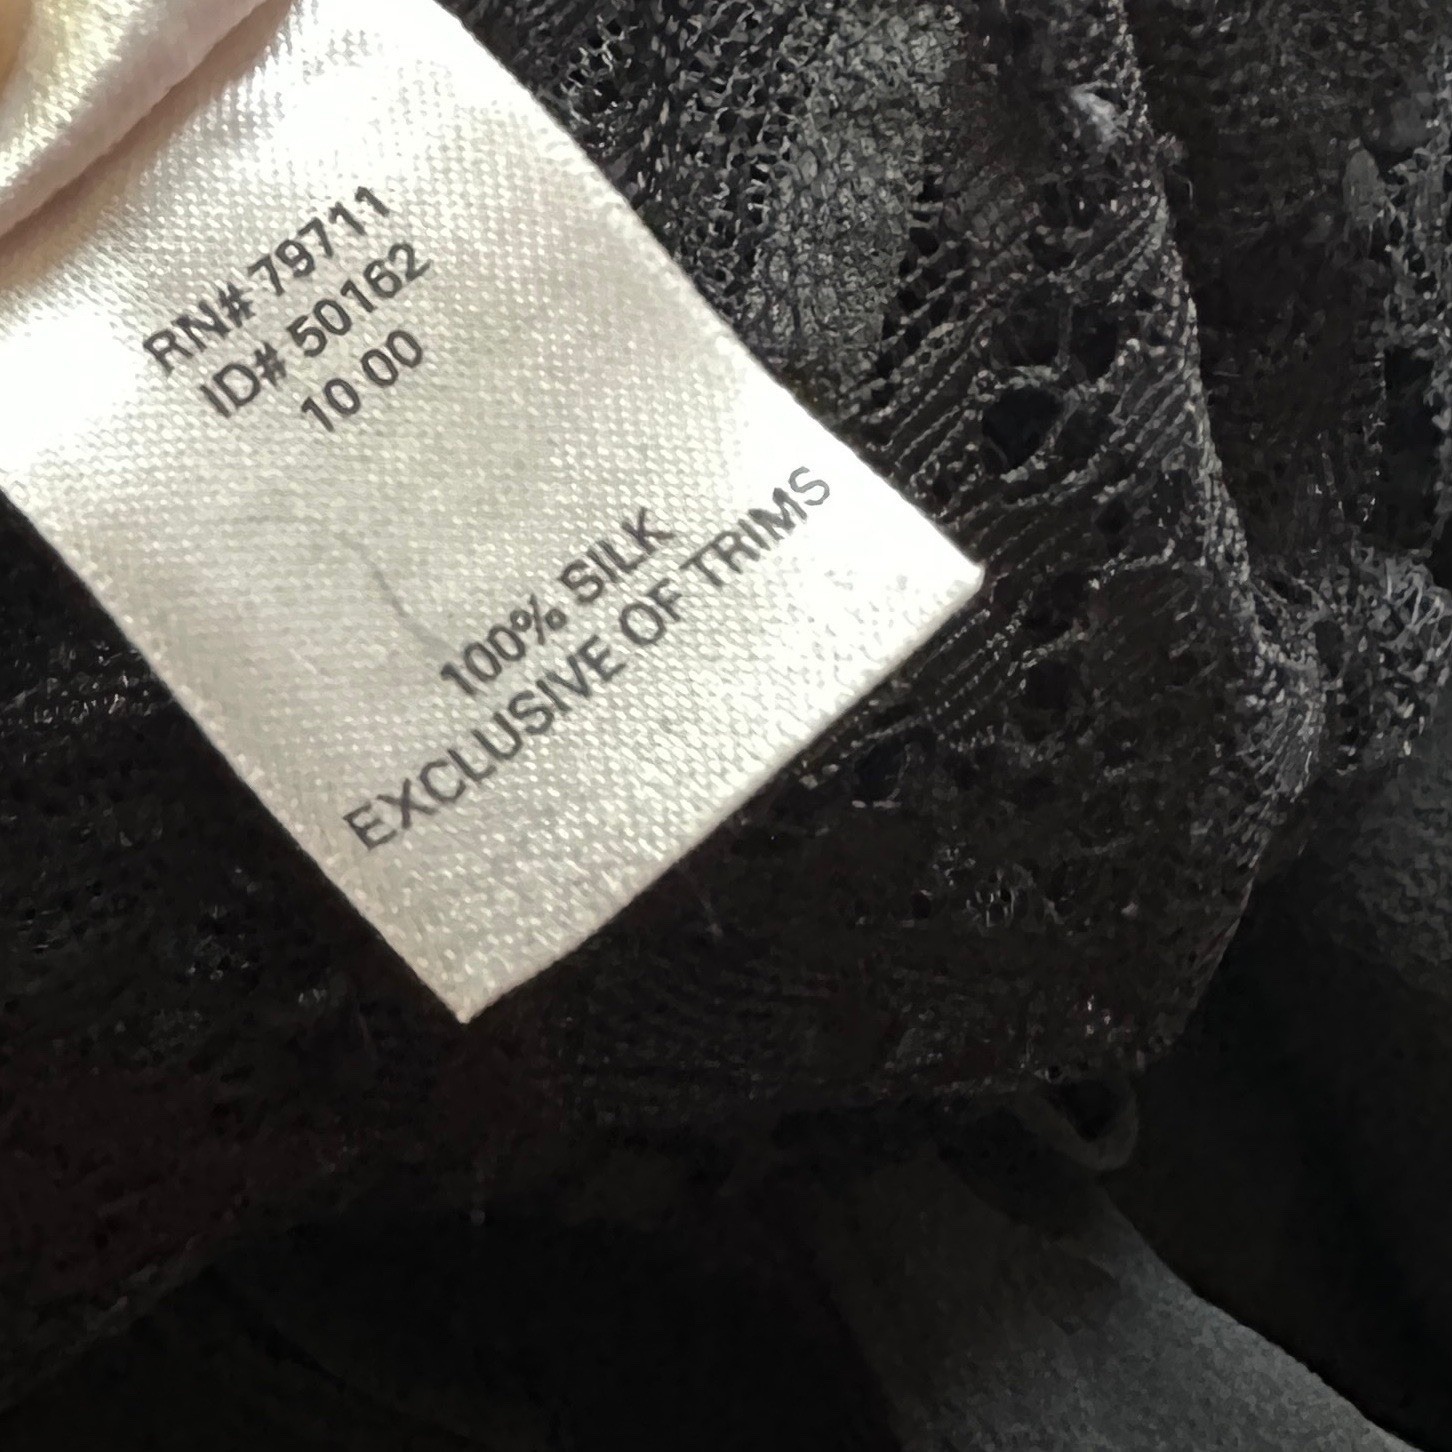 RN# 79711
ID# 50162
10 00
100% SILK
EXCLUSIVE OF TRIMS